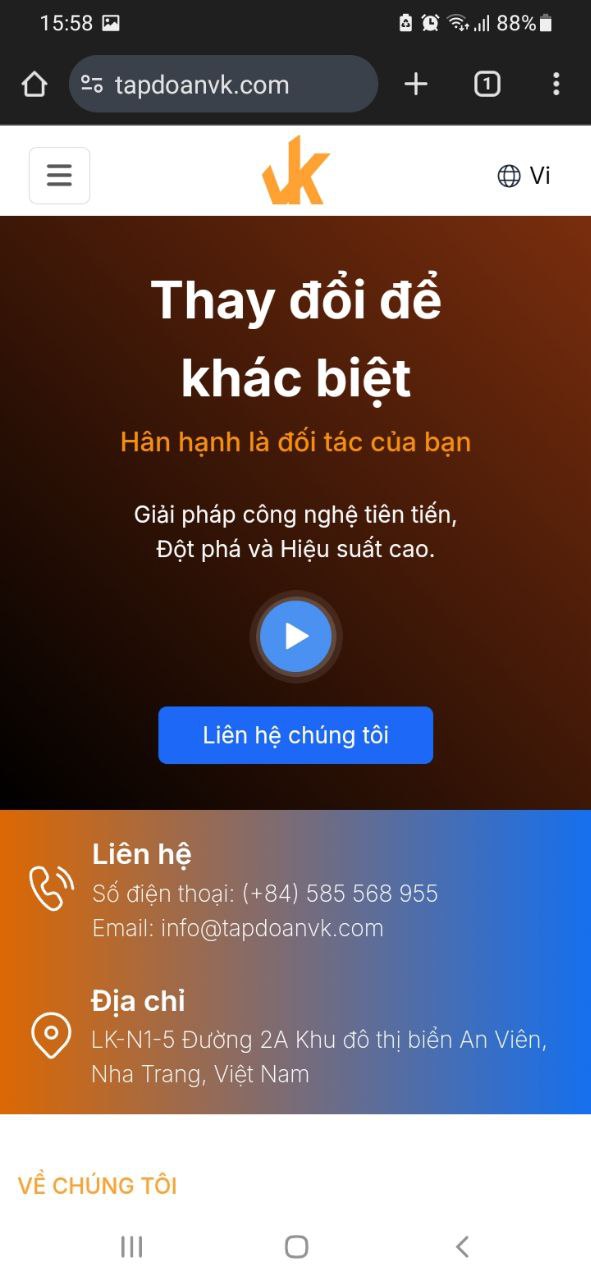 15:58
88%
tapdoanvk.com
1
vk
Vi
Thay đổi để
khác biệt
Hân hạnh là đối tác của bạn
Giải pháp công nghệ tiên tiến,
Đột phá và Hiệu suất cao.
Liên hệ chúng tôi
Liên hệ
Số điện thoại: (+84) 585 568 955
Email: info@tapdoanvk.com
Địa chỉ
LK-N1-5 Đường 2A Khu đô thị biển An Viên,
Nha Trang, Việt Nam
VỀ CHÚNG TÔI